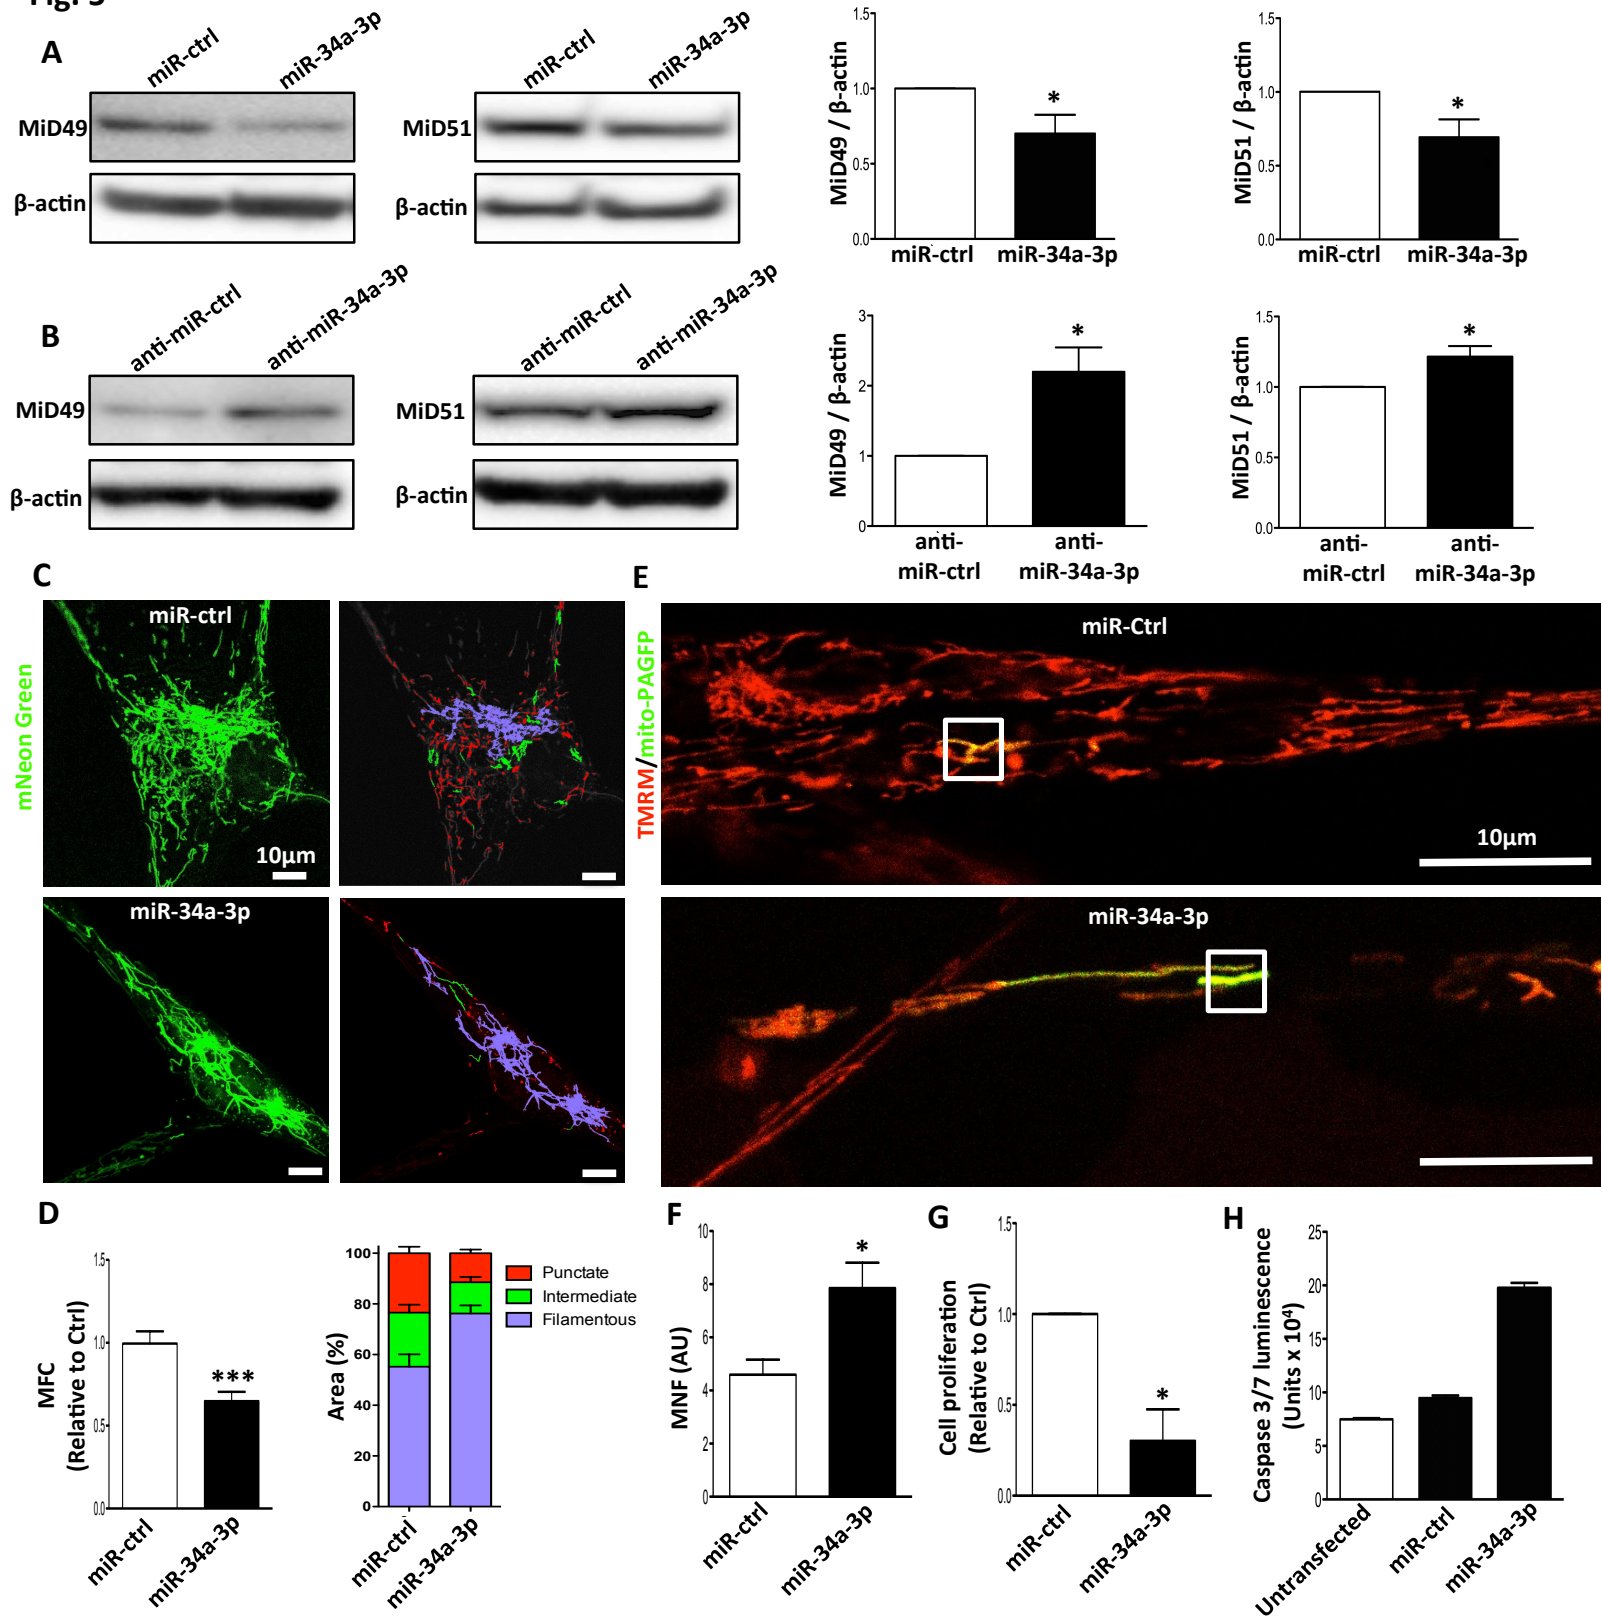 Fig. 3
A
miR-ctrl
miR-34a-3p
MiD49
β-actin
miR-ctrl
miR-34a-3p
MiD51
β-actin
MiD49 / β-actin
1.5
1.0
0.5
0.0
*
miR-ctrl
miR-34a-3p
MiD51 / β-actin
1.5
1.0
0.5
0.0
*
miR-ctrl
miR-34a-3p
B
anti-miR-ctrl
anti-miR-34a-3p
MiD49
β-actin
anti-miR-ctrl
anti-miR-34a-3p
MiD51
β-actin
MiD49 / β-actin
3
2
1
0
*
anti-
miR-ctrl
anti-
miR-34a-3p
MiD51 / β-actin
1.5
1.0
0.5
0.0
*
anti-
miR-ctrl
anti-
miR-34a-3p
C
mNeon Green
miR-ctrl
10μm
miR-34a-3p
E
TMRM/mito-PAGFP
miR-Ctrl
10μm
miR-34a-3p
D
MFC
(Relative to Ctrl)
1.5
1.0
0.5
0.0
***
miR-ctrl
miR-34a-3p
Area (%)
100
80
60
40
20
0
miR-ctrl
miR-34a-3p
Punctate
Intermediate
Filamentous
F
MNF (AU)
10
8
6
4
2
0
*
miR-ctrl
miR-34a-3p
G
Cell proliferation
(Relative to Ctrl)
1.5
1.0
0.5
0.0
*
miR-ctrl
miR-34a-3p
H
Caspase 3/7 luminescence
(Units x 10⁴)
25
20
15
10
5
0
Untransfected
miR-ctrl
miR-34a-3p